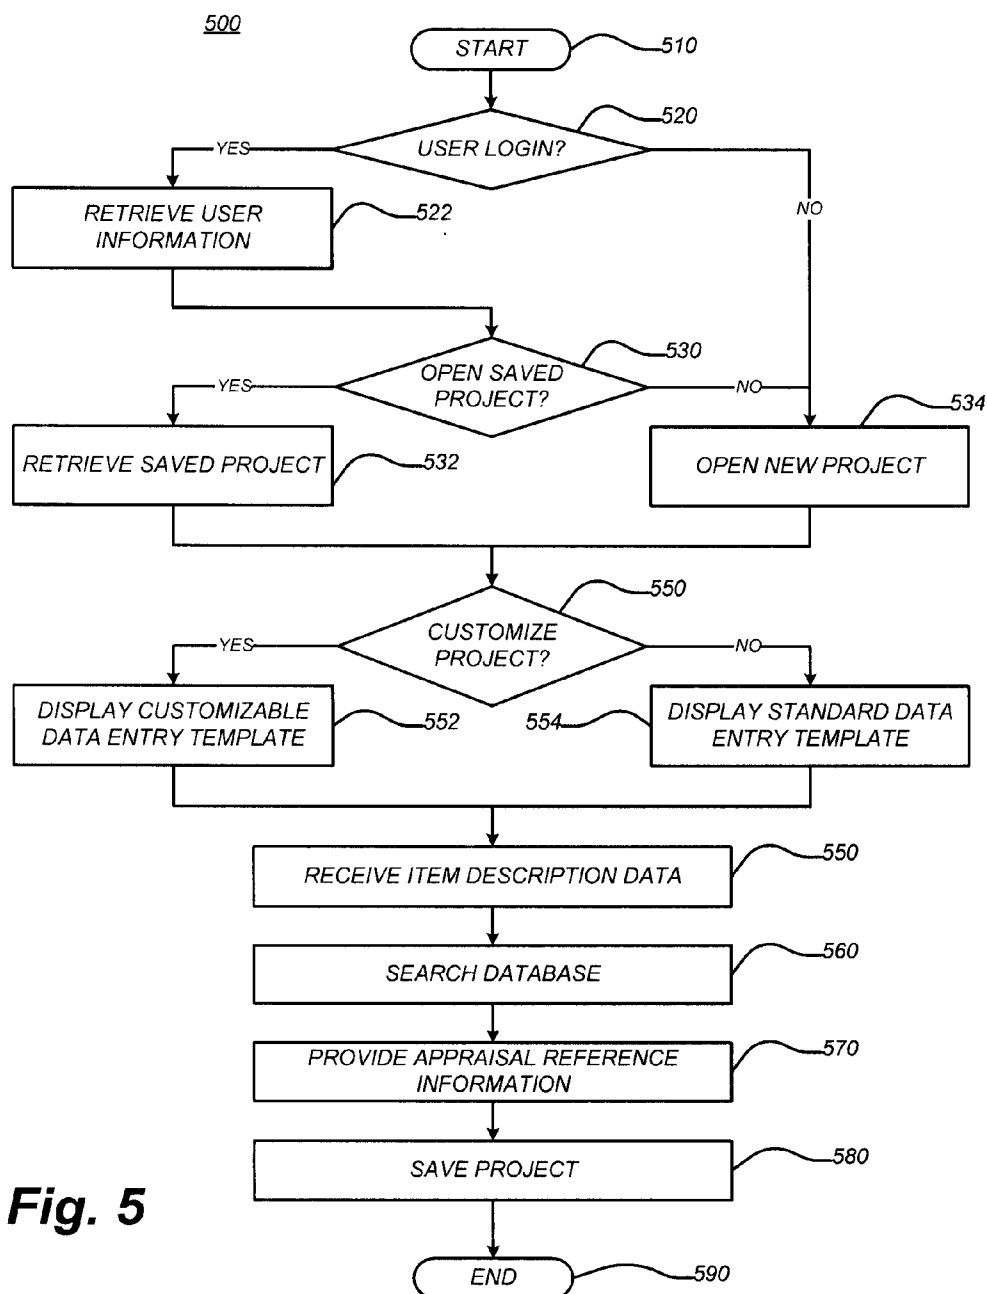 500
START
510
520
USER LOGIN?
YES
NO
RETRIEVE USER
INFORMATION
522
530
OPEN SAVED
PROJECT?
YES
NO
534
RETRIEVE SAVED PROJECT
532
OPEN NEW PROJECT
550
CUSTOMIZE
PROJECT?
YES
NO
DISPLAY CUSTOMIZABLE
DATA ENTRY TEMPLATE
552
554
DISPLAY STANDARD DATA
ENTRY TEMPLATE
550
RECEIVE ITEM DESCRIPTION DATA
560
SEARCH DATABASE
570
PROVIDE APPRAISAL REFERENCE
INFORMATION
580
SAVE PROJECT
Fig. 5
END
590